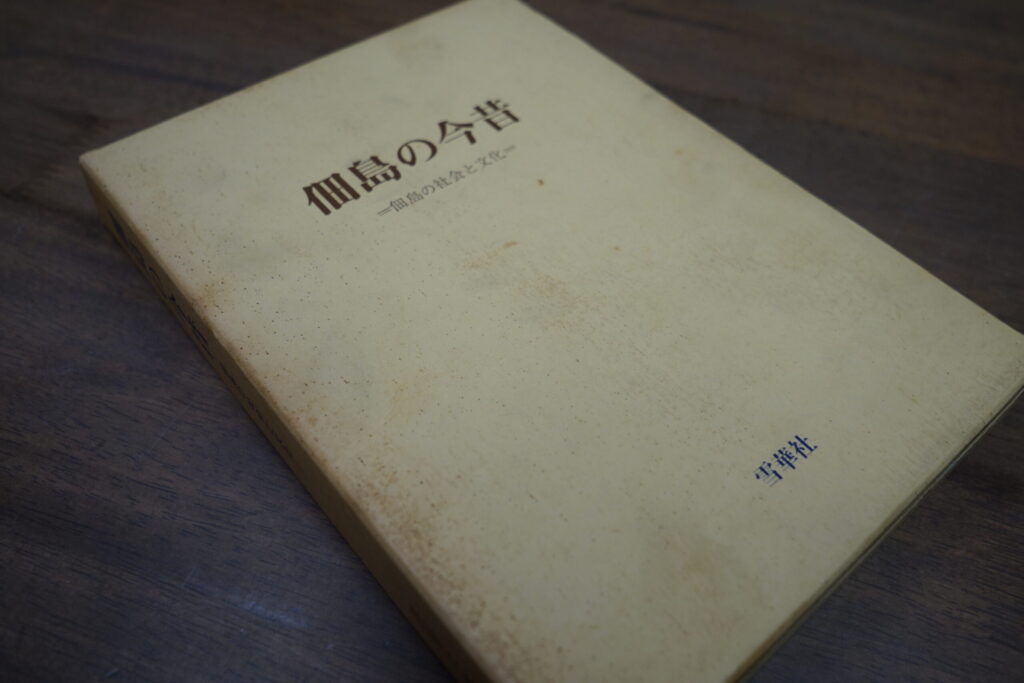 佃島の今昔
=佃島の社会と文化=
雪華社